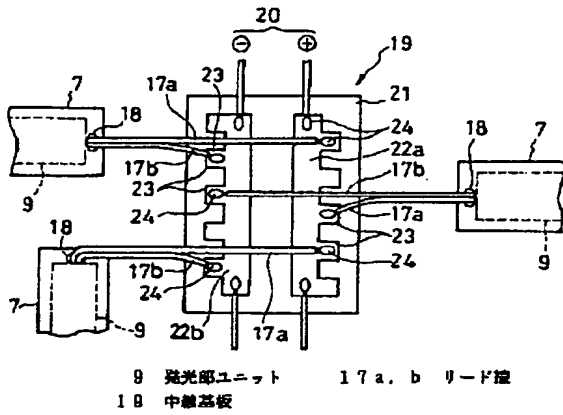 20
⊖ ⊕ 19
7 18 17a 23 21
24 18 7
17b 22a
9 23 17b
24 17a
23
18 24
17b 9
7 24
9 22b 17a
9 発光部ユニット 17a, b リード線
19 中継基板